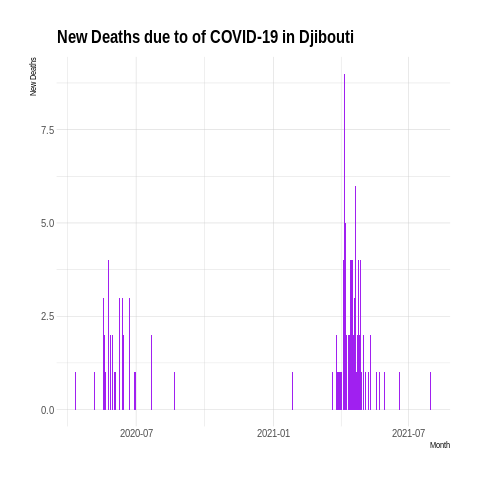 New Deaths due to of COVID-19 in Djibouti
New Deaths
7.5
5.0
2.5
0.0
2020-07 2021-01 2021-07
Month